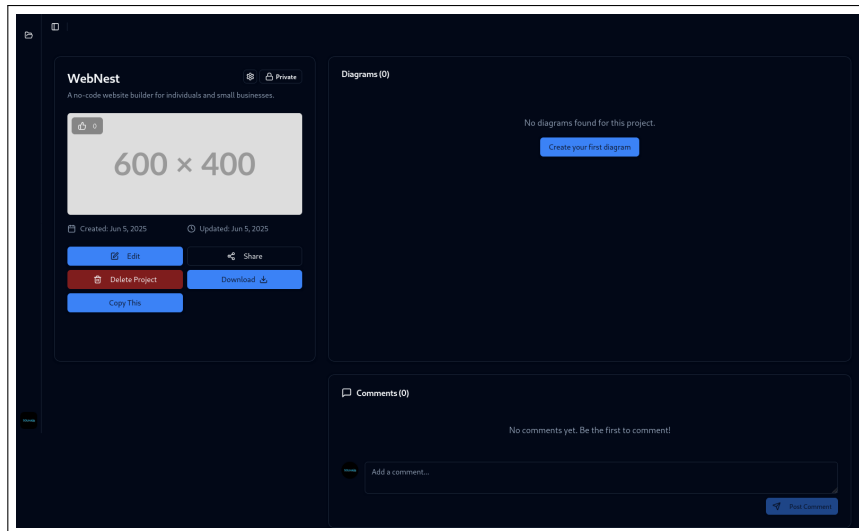 WebNest
Private
A no-code website builder for individuals and small businesses.
0
600 × 400
Created: Jun 5, 2025
Updated: Jun 5, 2025
Edit
Share
Delete Project
Download
Copy This
Diagrams (0)
No diagrams found for this project.
Create your first diagram
Comments (0)
No comments yet. Be the first to comment!
Add a comment...
Post Comment